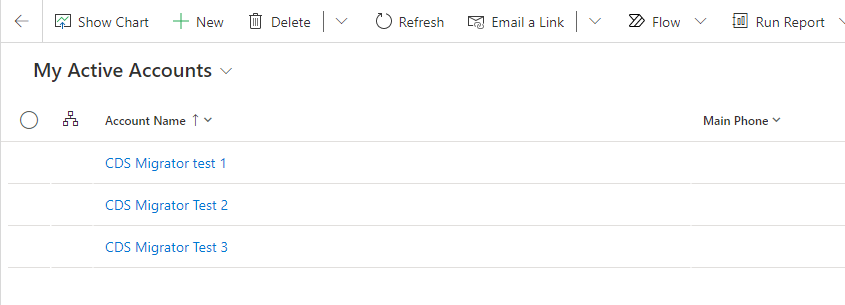 Show Chart New Delete Refresh Email a Link Flow Run Report
My Active Accounts
Account Name Main Phone
CDS Migrator test 1
CDS Migrator Test 2
CDS Migrator Test 3